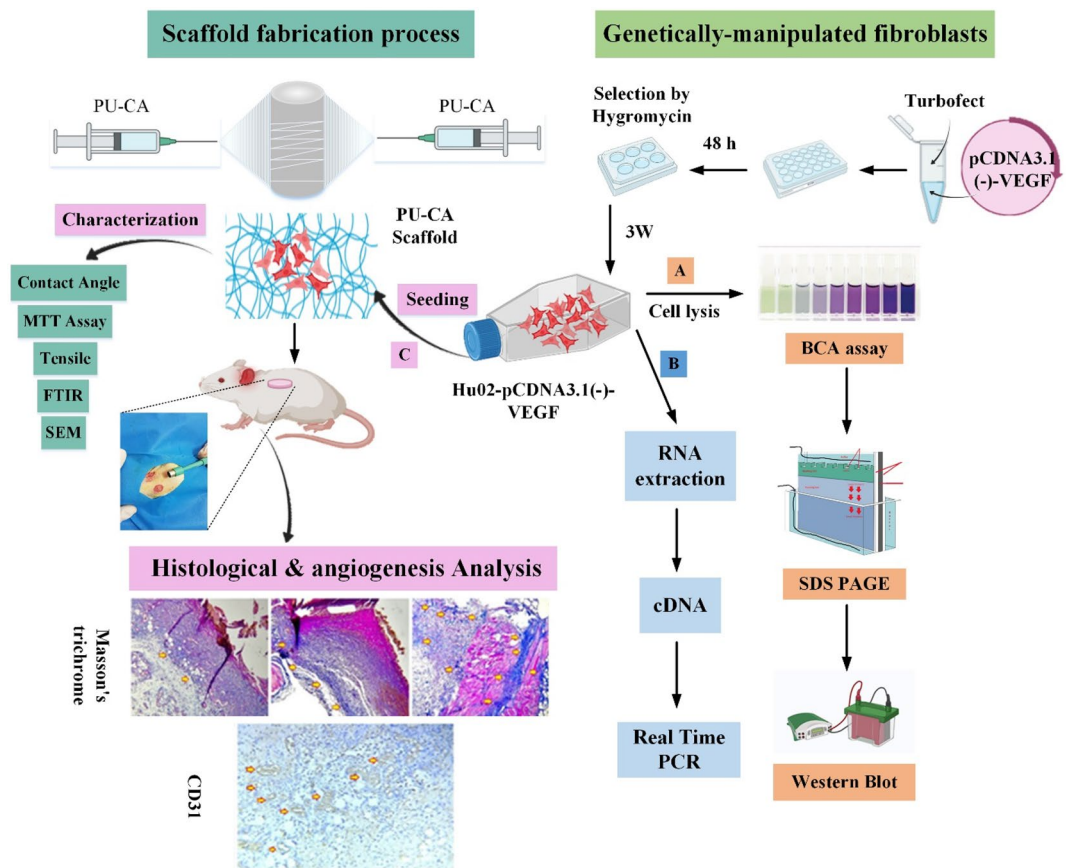 Scaffold fabrication process
PU-CA
PU-CA
Characterization
PU-CA
Scaffold
Contact Angle
MTT Assay
Tensile
FTIR
SEM
Seeding
C
Histological & angiogenesis Analysis
Masson's
trichrome
CD31
Genetically-manipulated fibroblasts
Selection by
Hygromycin
48 h
Turbofect
pCDNA3.1
(-)-VEGF
3W
A
Cell lysis
BCA assay
B
Hu02-pCDNA3.1(-)-
VEGF
RNA
extraction
cDNA
Real Time
PCR
SDS PAGE
Western Blot